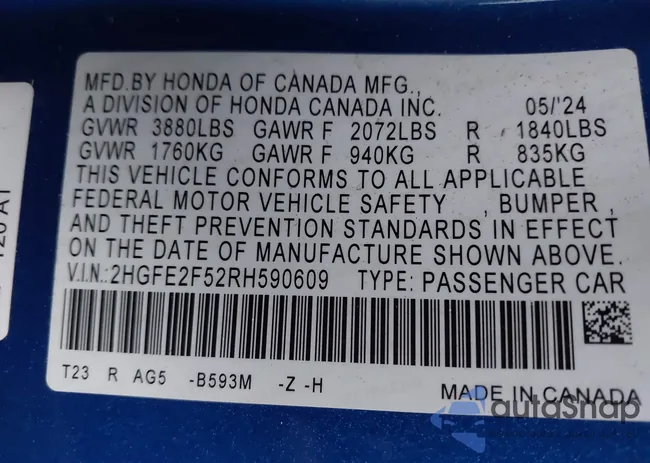 MFD.BY HONDA OF CANADA MFG.,
A DIVISION OF HONDA CANADA INC. 05/'24
GVWR 3880LBS GAWR F 2072LBS R 1840LBS
GVWR 1760KG GAWR F 940KG R 835KG
THIS VEHICLE CONFORMS TO ALL APPLICABLE
FEDERAL MOTOR VEHICLE SAFETY , BUMPER ,
AND THEFT PREVENTION STANDARDS IN EFFECT
ON THE DATE OF MANUFACTURE SHOWN ABOVE.
V.I.N.:2HGFE2F52RH590609 TYPE: PASSENGER CAR
T23 R AG5 -B593M -Z -H MADE IN CANADA
autoSnap